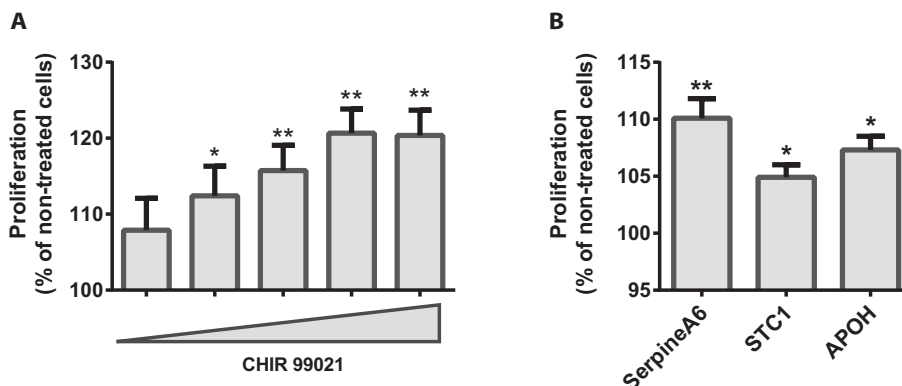 A
Proliferation
(% of non-treated cells)
130
120
110
100
*
**
**
**
CHIR 99021
B
Proliferation
(% of non-treated cells)
115
110
105
100
95
**
*
*
SerpineA6
STC1
APOH